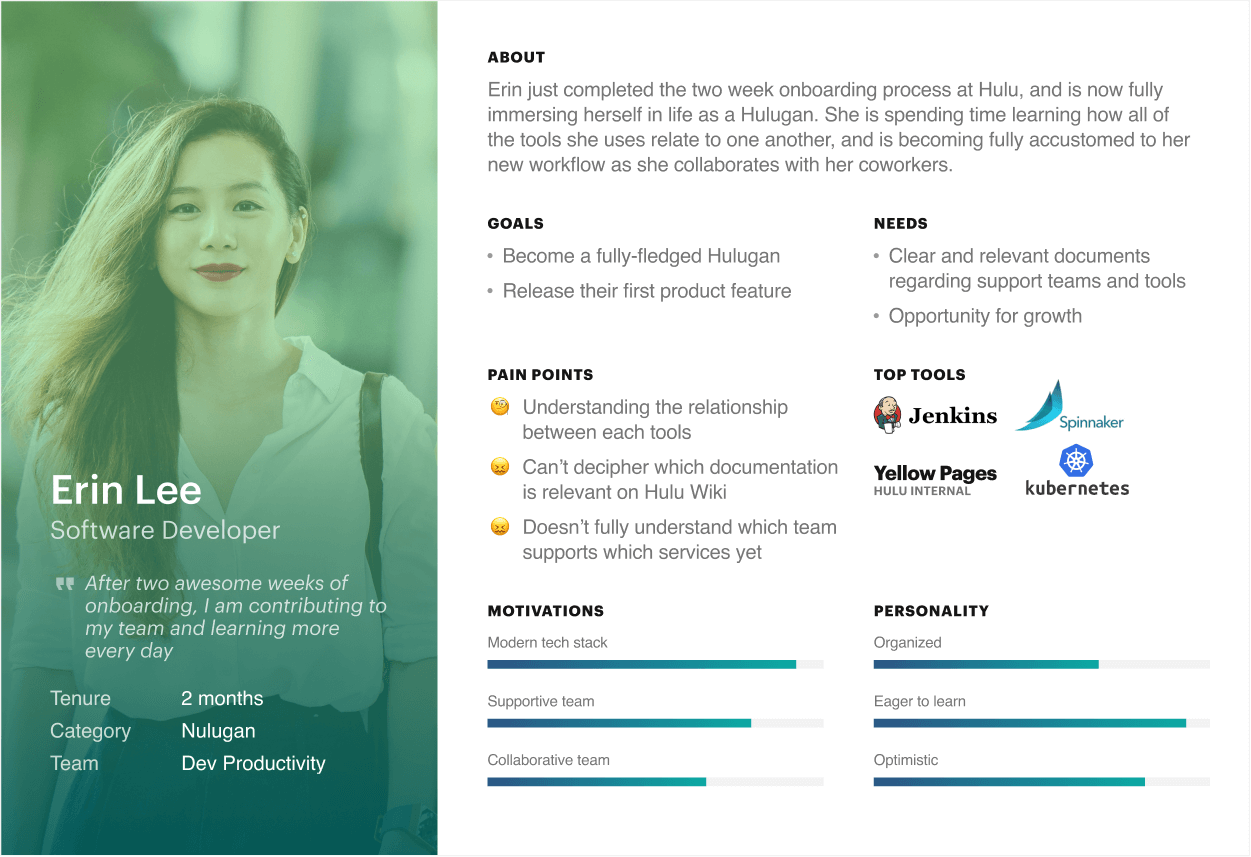 ABOUT
Erin just completed the two week onboarding process at Hulu, and is now fully
immersing herself in life as a Hulugan. She is spending time learning how all of
the tools she uses relate to one another, and is becoming fully accustomed to her
new workflow as she collaborates with her coworkers.
GOALS
• Become a fully-fledged Hulugan
• Release their first product feature
NEEDS
• Clear and relevant documents
regarding support teams and tools
• Opportunity for growth
PAIN POINTS
Understanding the relationship
between each tools
Can’t decipher which documentation
is relevant on Hulu Wiki
Doesn’t fully understand which team
supports which services yet
TOP TOOLS
Jenkins
Spinnaker
Yellow Pages
HULU INTERNAL
kubernetes
MOTIVATIONS
Modern tech stack
Supportive team
Collaborative team
PERSONALITY
Organized
Eager to learn
Optimistic
Erin Lee
Software Developer
" After two awesome weeks of
onboarding, I am contributing to
my team and learning more
every day
Tenure 2 months
Category Nulugan
Team Dev Productivity